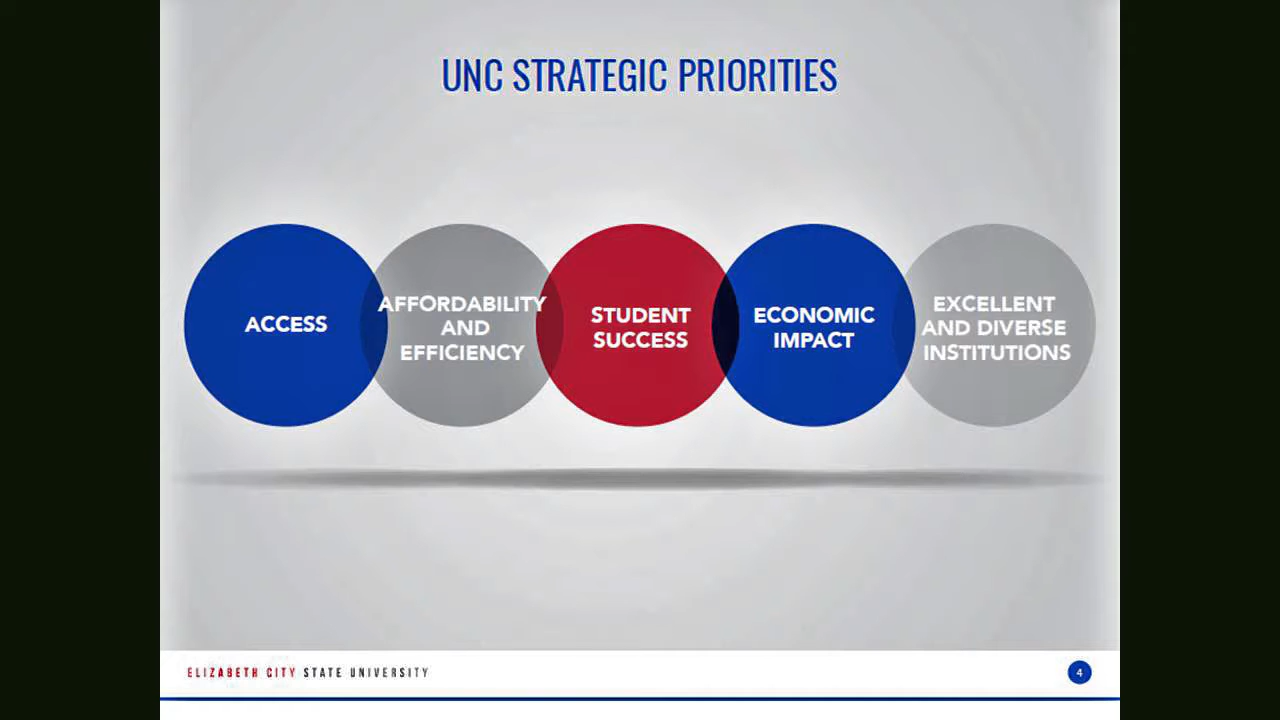 UNC STRATEGIC PRIORITIES
ACCESS
AFFORDABILITY
AND
EFFICIENCY
STUDENT
SUCCESS
ECONOMIC
IMPACT
EXCELLENT
AND DIVERSE
INSTITUTIONS
ELIZABETH CITY STATE UNIVERSITY
4